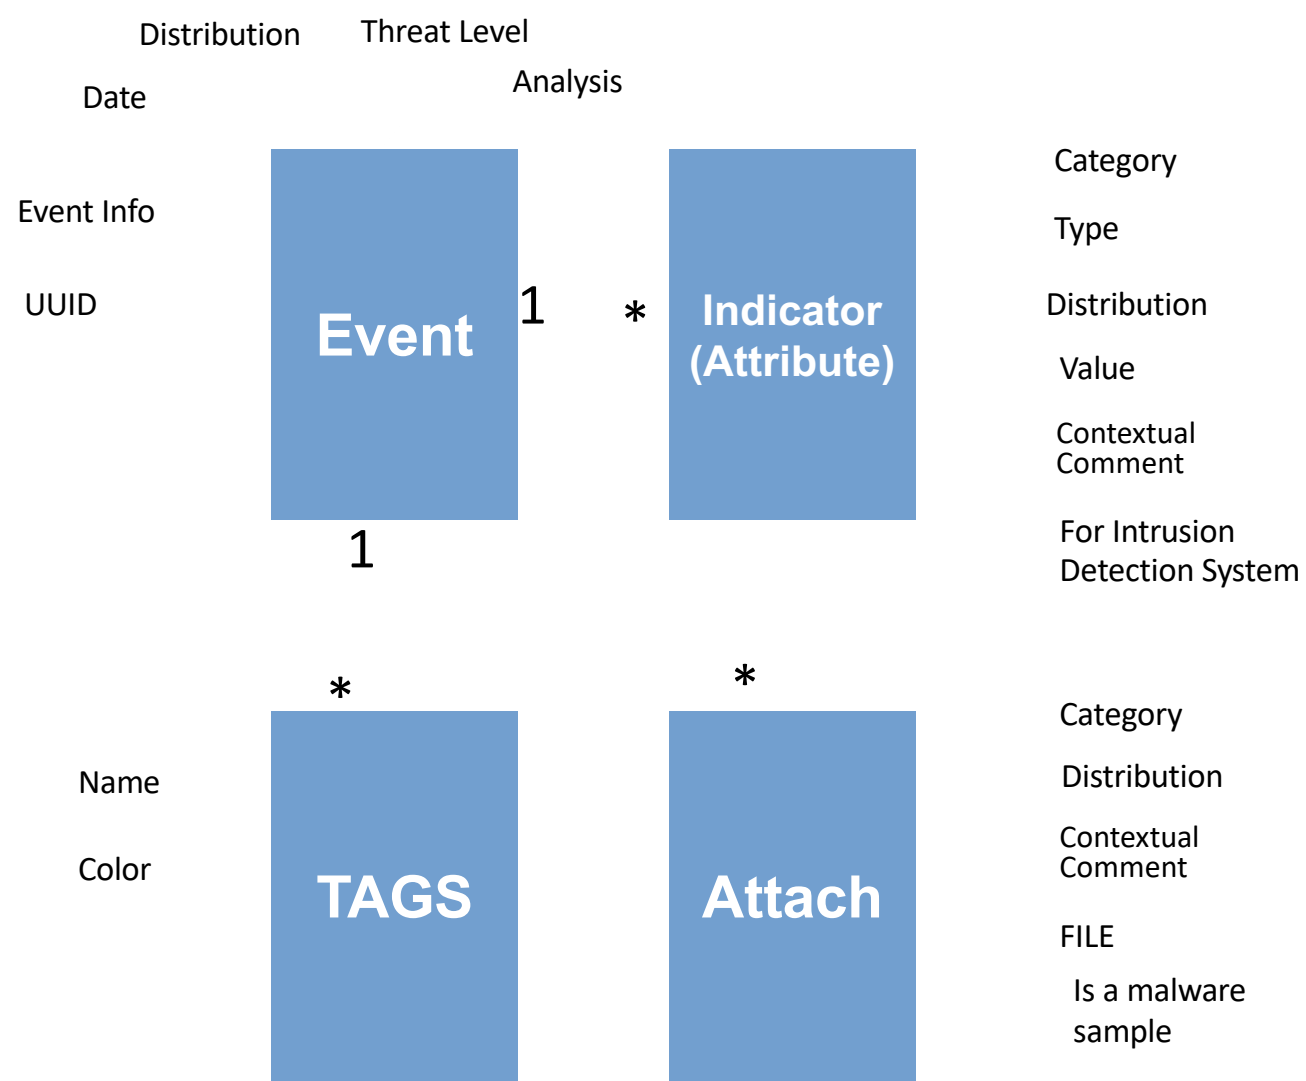 Distribution
Threat Level
Analysis
Date
Event Info
UUID
Event
1
*
Indicator
(Attribute)
Category
Type
Distribution
Value
Contextual
Comment
For Intrusion
Detection System
1
*
*
Name
Color
TAGS
Attach
Category
Distribution
Contextual
Comment
FILE
Is a malware
sample